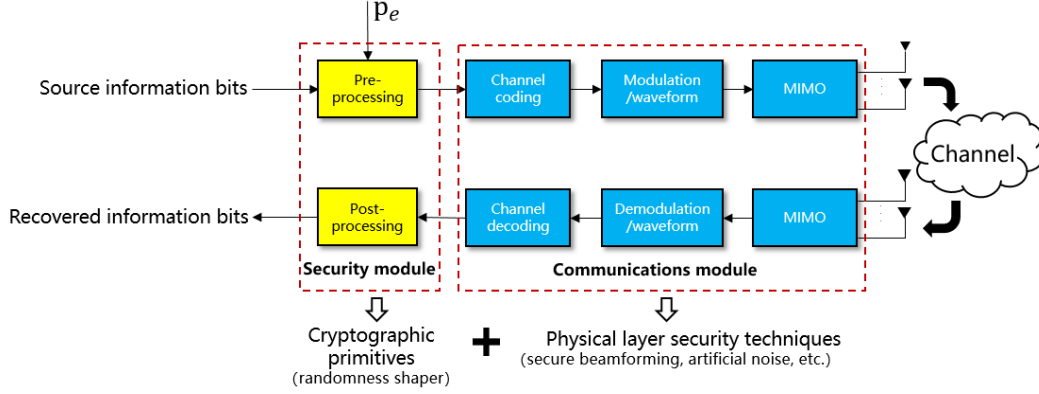 p_e
Source information bits
Pre-
processing
Channel
coding
Modulation
/waveform
MIMO
Channel
Recovered information bits
Post-
processing
Channel
decoding
Demodulation
/waveform
MIMO
Security module
Communications module
Cryptographic
primitives
(randomness shaper)
+
Physical layer security techniques
(secure beamforming, artificial noise, etc.)